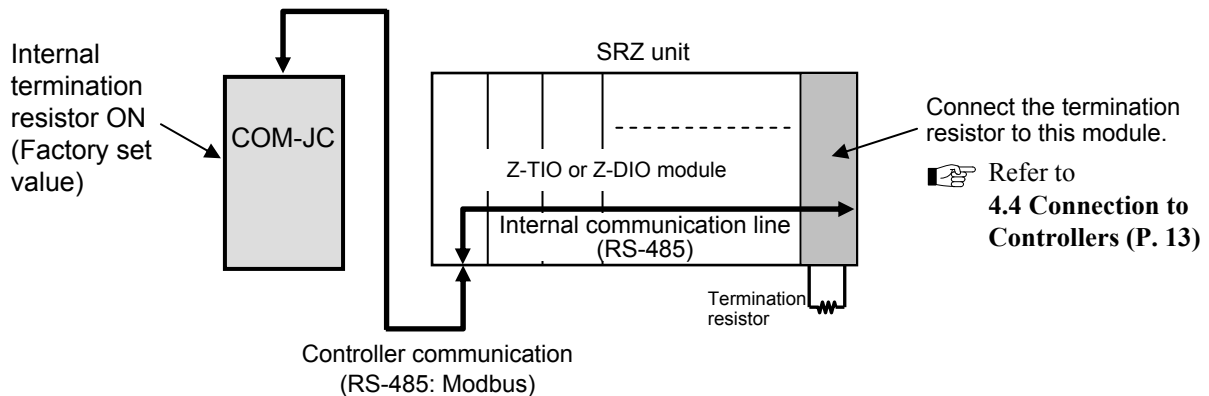 Internal
termination
resistor ON
(Factory set
value)
COM-JC
SRZ unit
Z-TIO or Z-DIO module
Internal communication line
(RS-485)
Connect the termination
resistor to this module.
Refer to
4.4 Connection to
Controllers (P. 13)
Termination
resistor
Controller communication
(RS-485: Modbus)